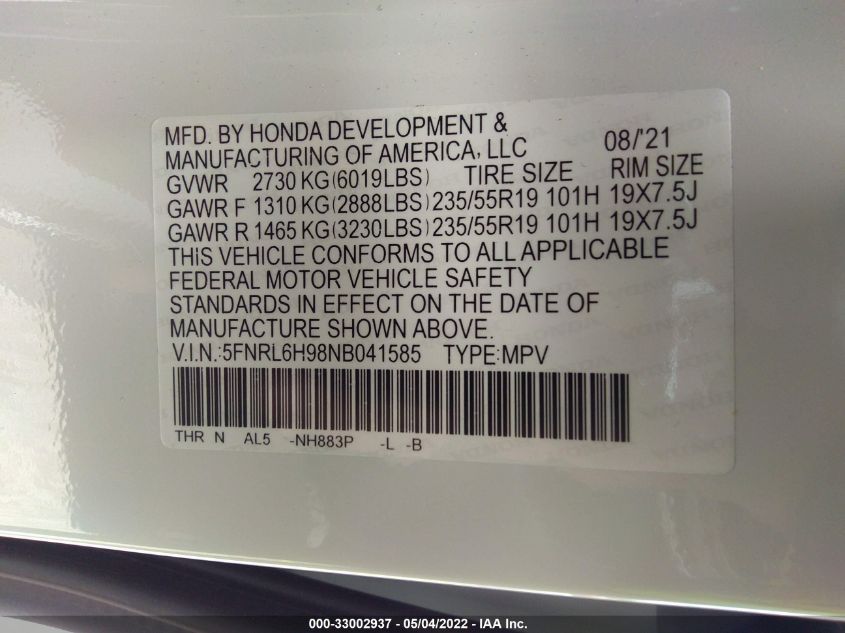 MFD. BY HONDA DEVELOPMENT &
MANUFACTURING OF AMERICA, LLC 08/'21
GVWR 2730 KG(6019LBS) TIRE SIZE RIM SIZE
GAWR F 1310 KG(2888LBS)235/55R19 101H 19X7.5J
GAWR R 1465 KG(3230LBS)235/55R19 101H 19X7.5J
THIS VEHICLE CONFORMS TO ALL APPLICABLE
FEDERAL MOTOR VEHICLE SAFETY
STANDARDS IN EFFECT ON THE DATE OF
MANUFACTURE SHOWN ABOVE.
V.I.N.:5FNRL6H98NB041585 TYPE:MPV
THR N AL5 -NH883P -L -B
000-33002937 - 05/04/2022 - IAA Inc.